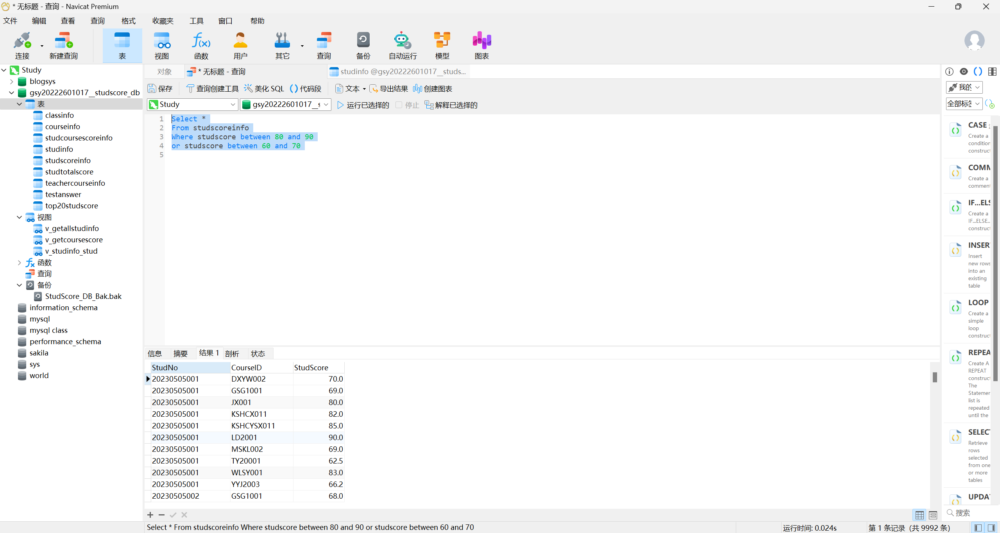 * 无标题 - 查询 - Navicat Premium
文件 编辑 查看 查询 格式 收藏夹 工具 窗口 帮助
连接 新建查询 表 视图 函数 用户 其它 查询 备份 自动运行 模型 图表
Study
blogsys
gsy20222601017__studscore_db
表
classinfo
courseinfo
studcoursescoreinfo
studinfo
studscoreinfo
studtotalscore
teachercourseinfo
testanswer
top20studscore
视图
v_getallstudinfo
v_getcoursescore
v_studinfo_stud
函数
查询
备份
StudScore_DB_Bak.bak
information_schema
mysql
mysql class
performance_schema
sakila
sys
world
对象 * 无标题 - 查询 studinfo @gsy20222601017__studs...
保存 查询创建工具 美化 SQL 代码段 文本 导出结果 创建图表
Study gsy20222601017__s 运行已选择的 停止 解释已选择的
1 Select *
2 From studscoreinfo
3 Where studscore between 80 and 90
4 or studscore between 60 and 70
5
信息 摘要 结果 1 剖析 状态
StudNo CourseID StudScore
20230505001 DXYW002 70.0
20230505001 GSG1001 69.0
20230505001 JX001 80.0
20230505001 KSHCX011 82.0
20230505001 KSHCYSX011 85.0
20230505001 LD2001 90.0
20230505001 MSKL002 69.0
20230505001 TY20001 62.5
20230505001 WLSY001 83.0
20230505001 YYJ2003 66.2
20230505002 GSG1001 68.0
我的
全部标签
CASE
Create a
condition
construct
COMM
Create a
comment
IF...ELS
Create a
IF...ELSE...
construct
INSER
Insert
new rows
into an
existing
table
LOOP
Create a
simple
loop
construct
REPEA
Create A
REPEAT
construct
The
Statemen
list is
repeated
until the
SELECT
Retrieve
rows
selected
from one
or more
tables
UPDAT
搜索
Select * From studscoreinfo Where studscore between 80 and 90 or studscore between 60 and 70
运行时间: 0.024s
第 1 条记录 (共 9992 条)